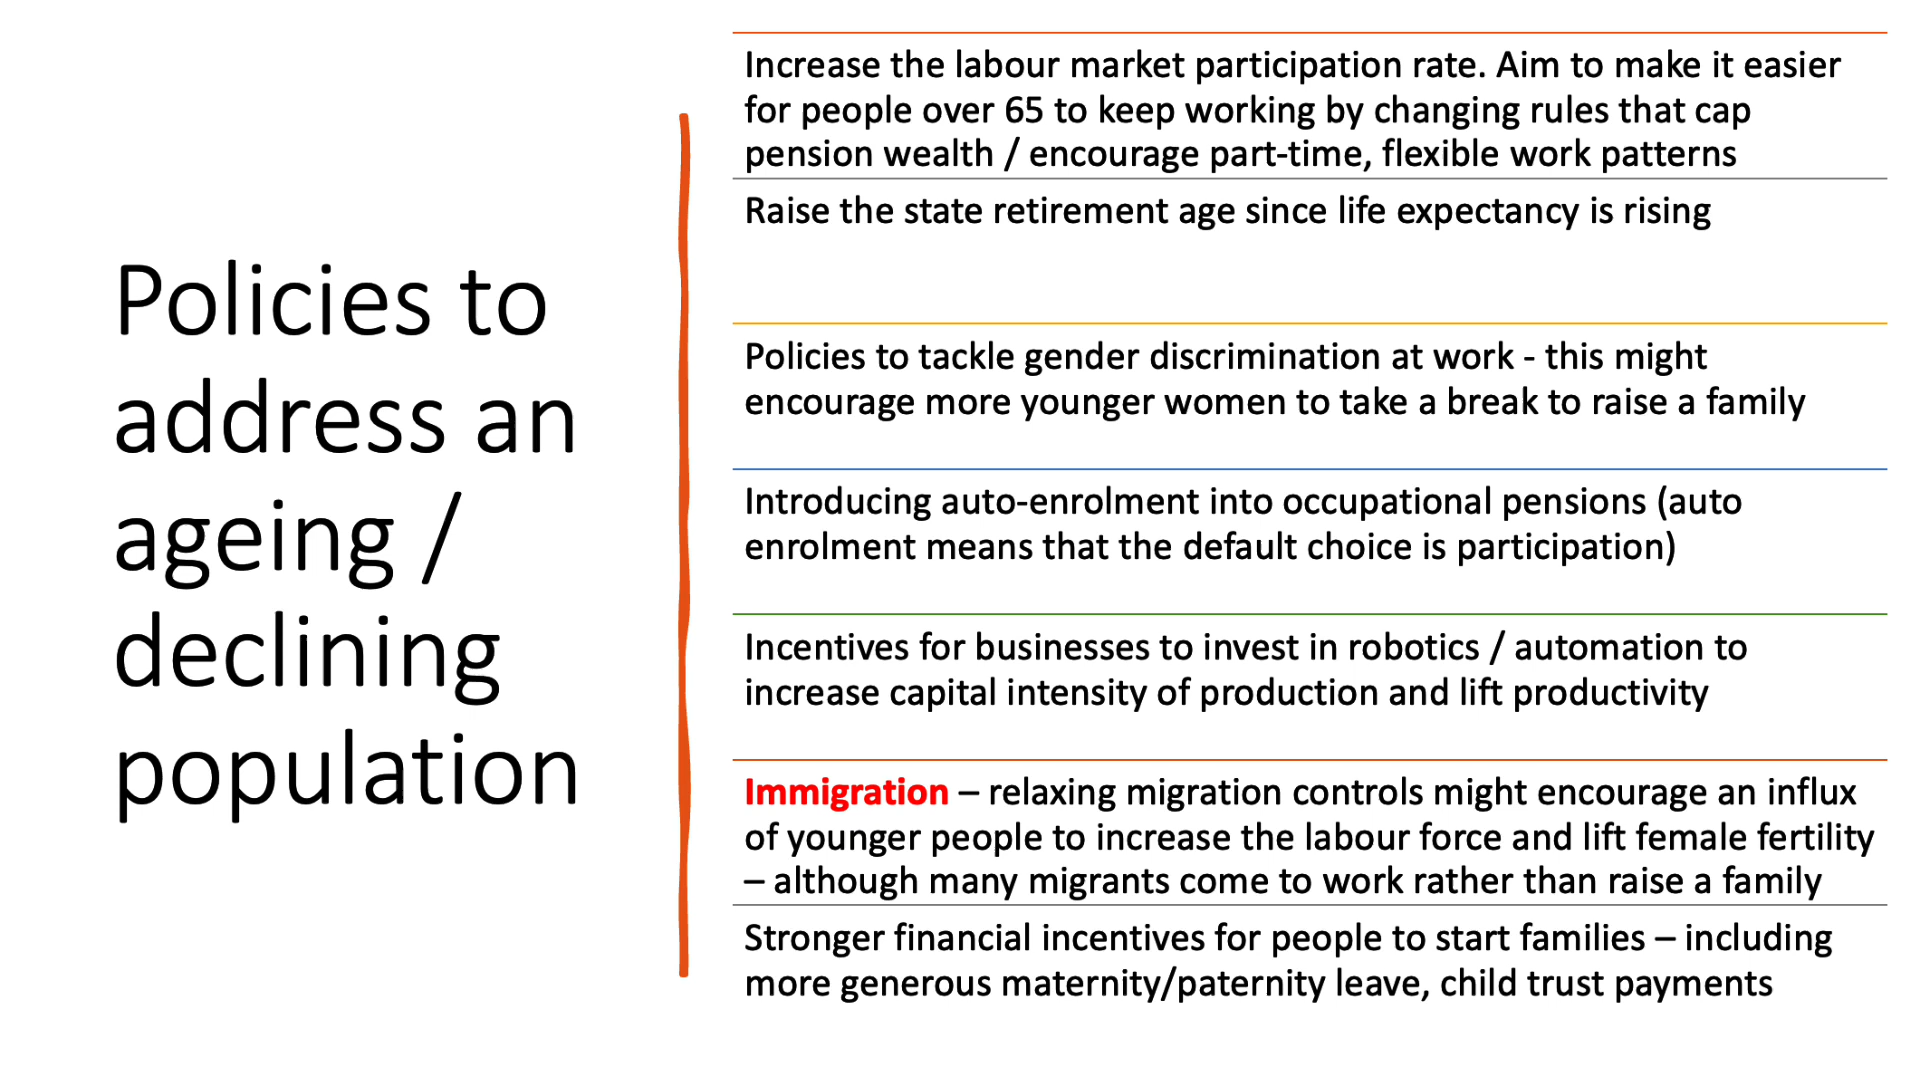 Policies to
address an
ageing /
declining
population
Increase the labour market participation rate. Aim to make it easier
for people over 65 to keep working by changing rules that cap
pension wealth / encourage part-time, flexible work patterns
Raise the state retirement age since life expectancy is rising
Policies to tackle gender discrimination at work - this might
encourage more younger women to take a break to raise a family
Introducing auto-enrolment into occupational pensions (auto
enrolment means that the default choice is participation)
Incentives for businesses to invest in robotics / automation to
increase capital intensity of production and lift productivity
Immigration – relaxing migration controls might encourage an influx
of younger people to increase the labour force and lift female fertility
– although many migrants come to work rather than raise a family
Stronger financial incentives for people to start families – including
more generous maternity/paternity leave, child trust payments